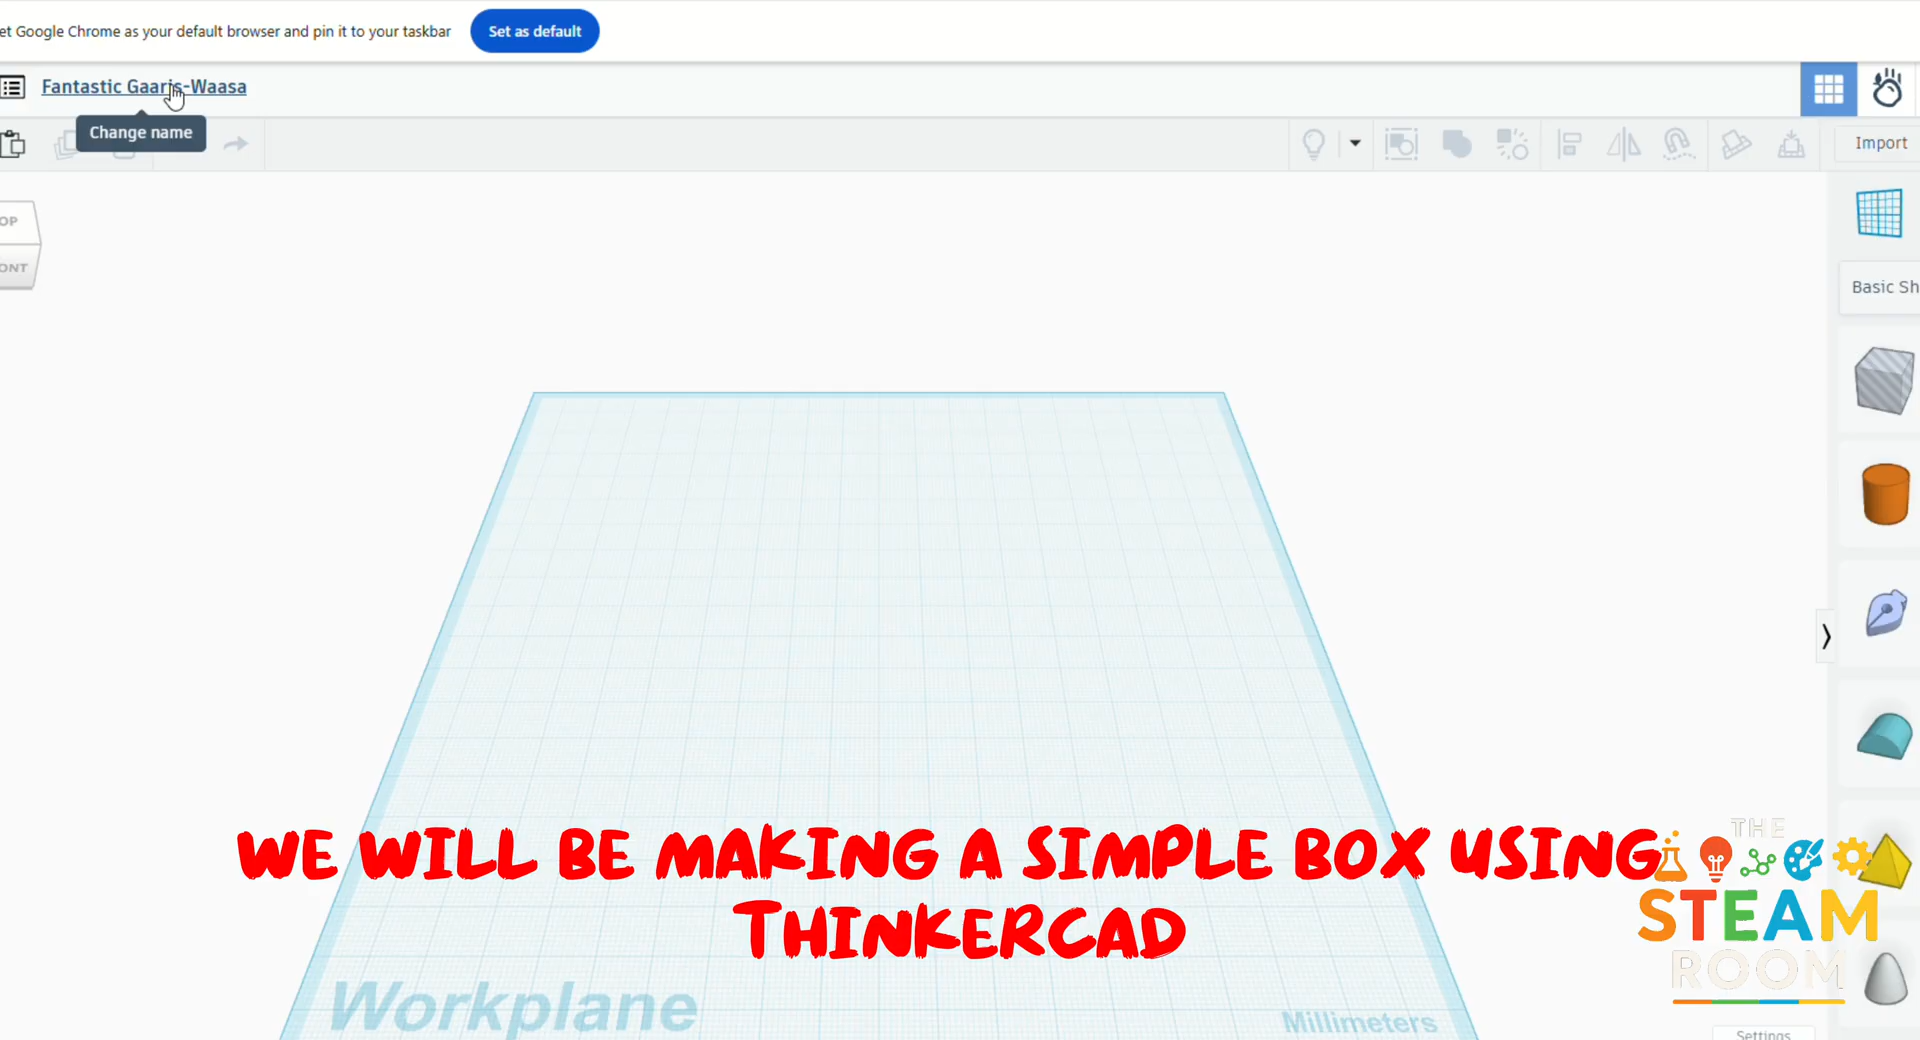 et Google Chrome as your default browser and pin it to your taskbar
Set as default
Fantastic Gaaris-Waasa
Change name
Import
OP
ONT
Basic Sh
WE WILL BE MAKING A SIMPLE BOX USING
THINKERCAD
THE
STEAM
ROOM
Workplane
Millimeters
Settings